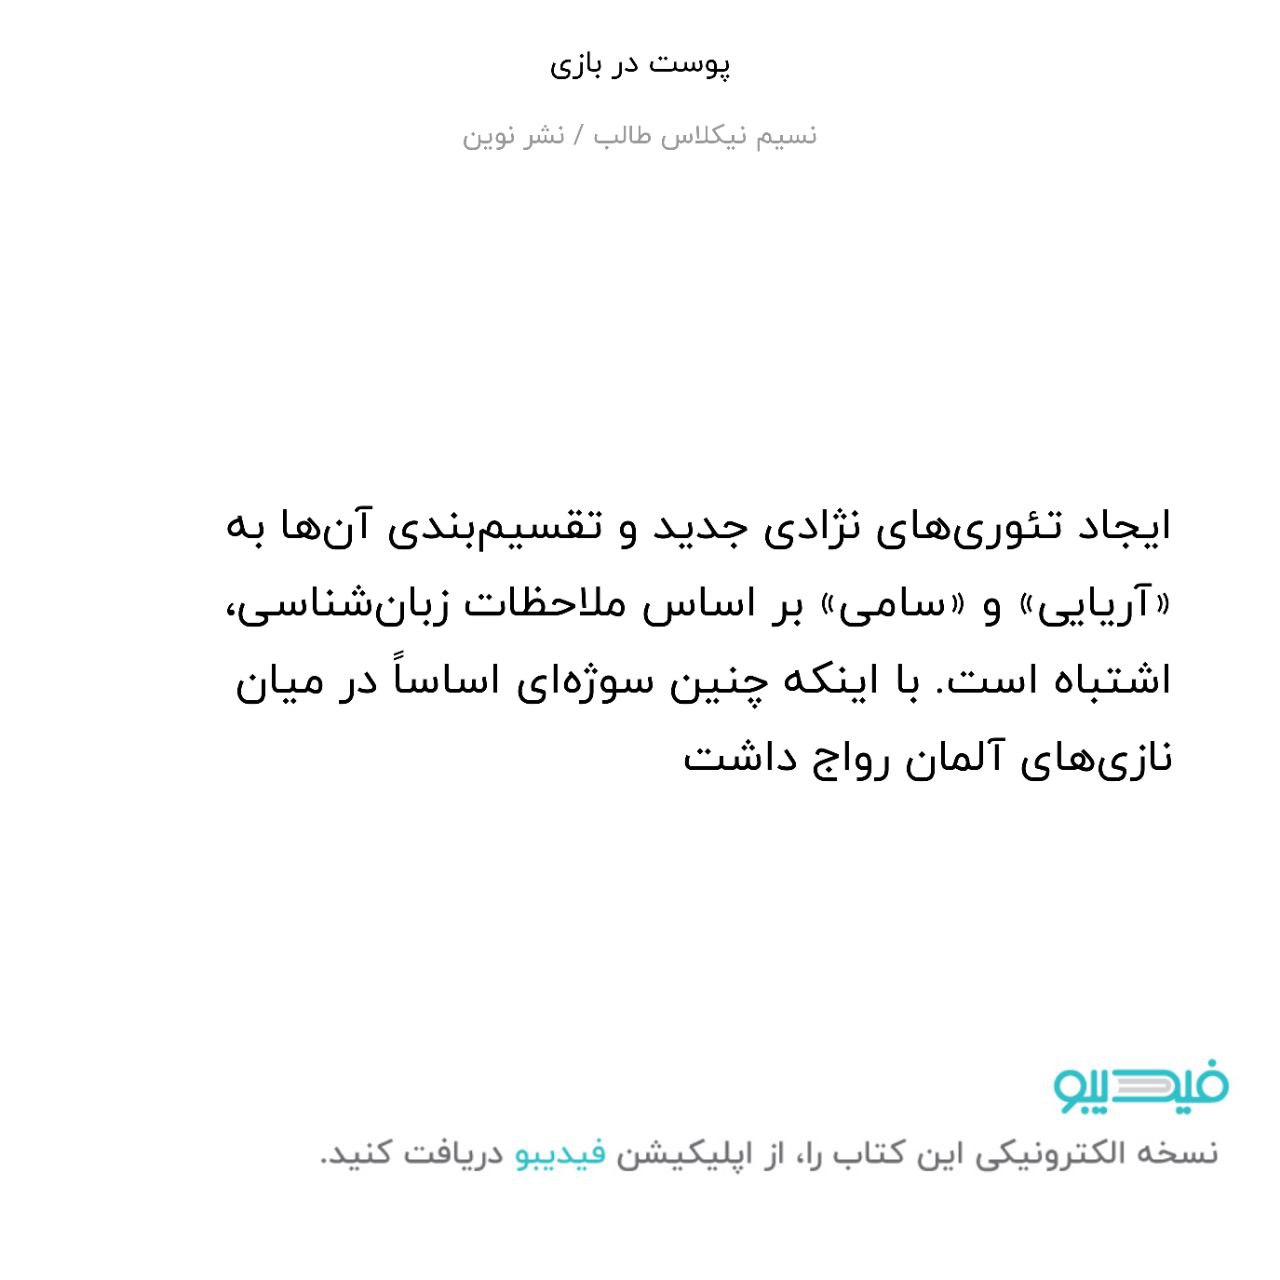 پوست در بازی
نسیم نیکلاس طالب / نشر نوین
ایجاد تئوری‌های نژادی جدید و تقسیم‌بندی آن‌ها به
«آریایی» و «سامی» بر اساس ملاحظات زبان‌شناسی،
اشتباه است. با اینکه چنین سوژه‌ای اساساً در میان
نازی‌های آلمان رواج داشت
فیدیبو
نسخه الکترونیکی این کتاب را، از اپلیکیشن فیدیبو دریافت کنید.